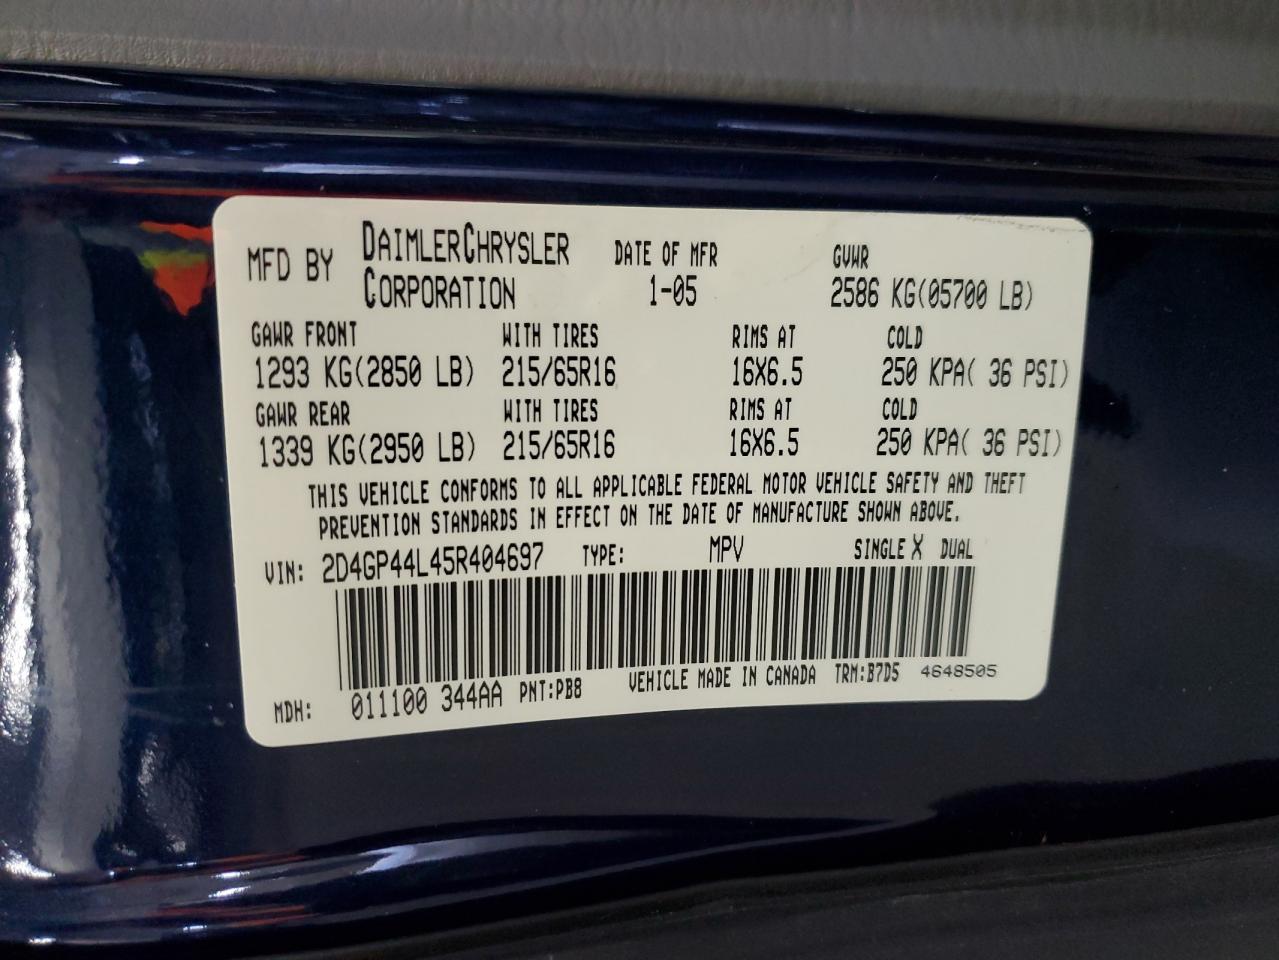 MFD BY DAIMLERCHRYSLER CORPORATION DATE OF MFR 1-05 GVWR 2586 KG(05700 LB)
GAWR FRONT WITH TIRES RIMS AT COLD
1293 KG(2850 LB) 215/65R16 16X6.5 250 KPA( 36 PSI)
GAWR REAR WITH TIRES RIMS AT COLD
1339 KG(2950 LB) 215/65R16 16X6.5 250 KPA( 36 PSI)
THIS VEHICLE CONFORMS TO ALL APPLICABLE FEDERAL MOTOR VEHICLE SAFETY AND THEFT
PREVENTION STANDARDS IN EFFECT ON THE DATE OF MANUFACTURE SHOWN ABOVE.
VIN: 2D4GP44L45R404697 TYPE: MPV SINGLE X DUAL
MDH: 011100 344AA PNT:PB8 VEHICLE MADE IN CANADA TRM:B7D5 4648505